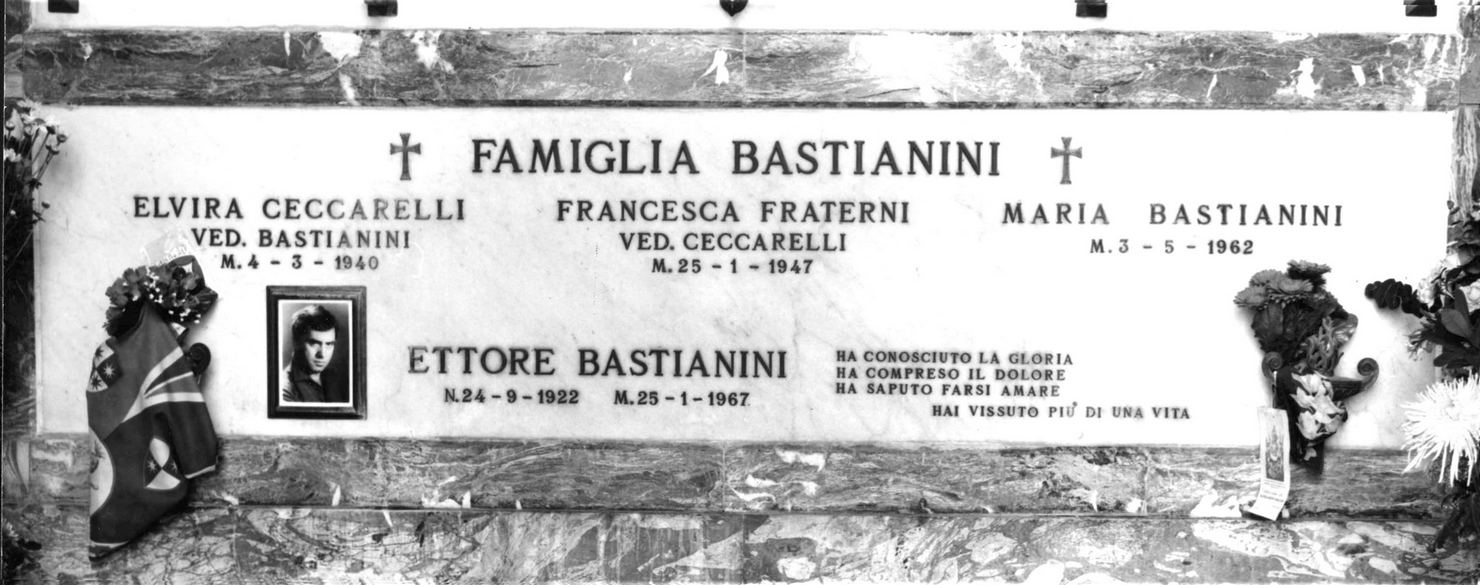 FAMIGLIA BASTIANINI
ELVIRA CECCARELLI
VED. BASTIANINI
M. 4 - 3 - 1940
FRANCESCA FRATERNI
VED. CECCARELLI
M. 25 - 1 - 1947
MARIA BASTIANINI
M. 3 - 5 - 1962
ETTORE BASTIANINI
N. 24 - 9 - 1922 M. 25 - 1 - 1967
HA CONOSCIUTO LA GLORIA
HA COMPRESO IL DOLORE
HA SAPUTO FARSI AMARE
HAI VISSUTO PIU' DI UNA VITA